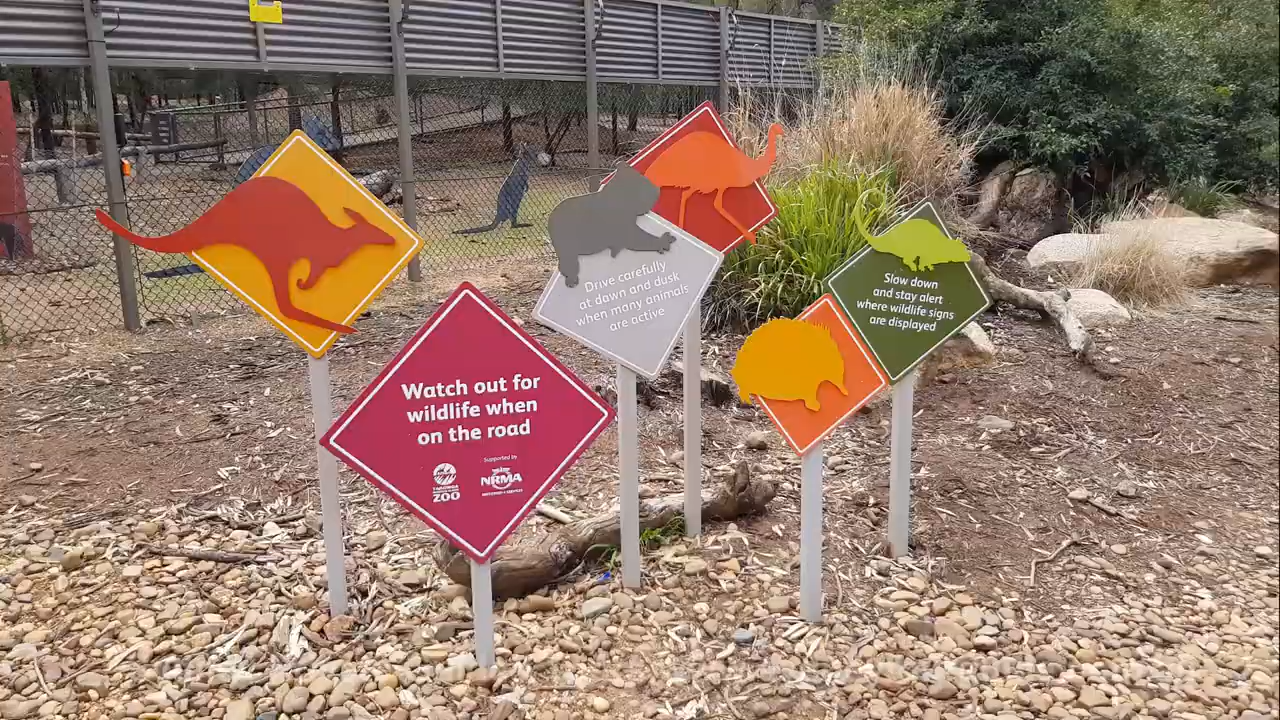 Drive carefully
at dawn and dusk
when many animals
are active
Slow down
and stay alert
where wildlife signs
are displayed
Watch out for
wildlife when
on the road
Supported by
TARONGA
ZOO
NRMA